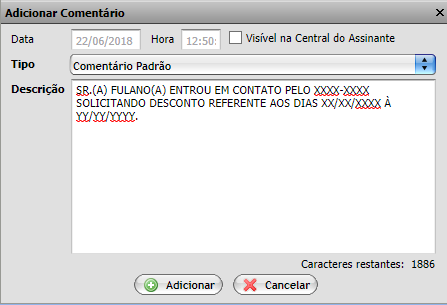 Adicionar Comentário
Data 22/06/2018 Hora 12:50: Visível na Central do Assinante
Tipo Comentário Padrão
Descrição SR.(A) FULANO(A) ENTROU EM CONTATO PELO XXXX-XXXX
SOLICITANDO DESCONTO REFERENTE AOS DIAS XX/XX/XXXX À
YY/YY/YYYY.
Caracteres restantes: 1886
Adicionar Cancelar